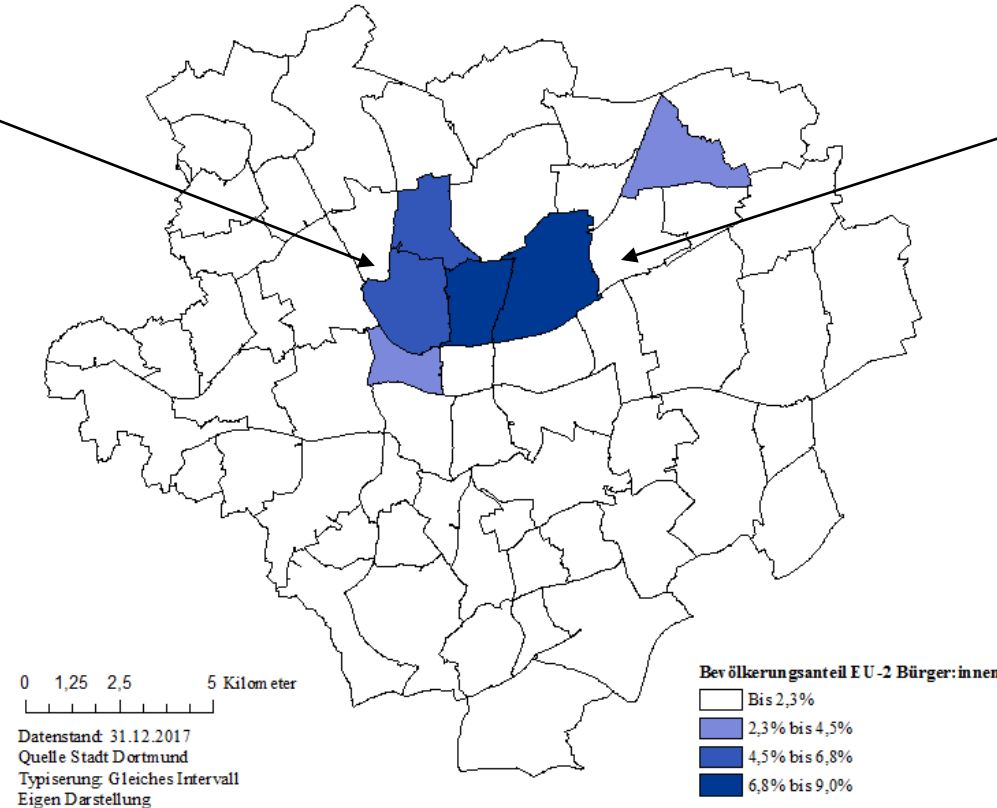 0 1,25 2,5 5 Kilometer
Datenstand: 31.12.2017
Quelle Stadt Dortmund
Typiserung: Gleiches Intervall
Eigen Darstellung
Bevölkerungsanteil EU-2 Bürger:innen
Bis 2,3%
2,3% bis 4,5%
4,5% bis 6,8%
6,8% bis 9,0%